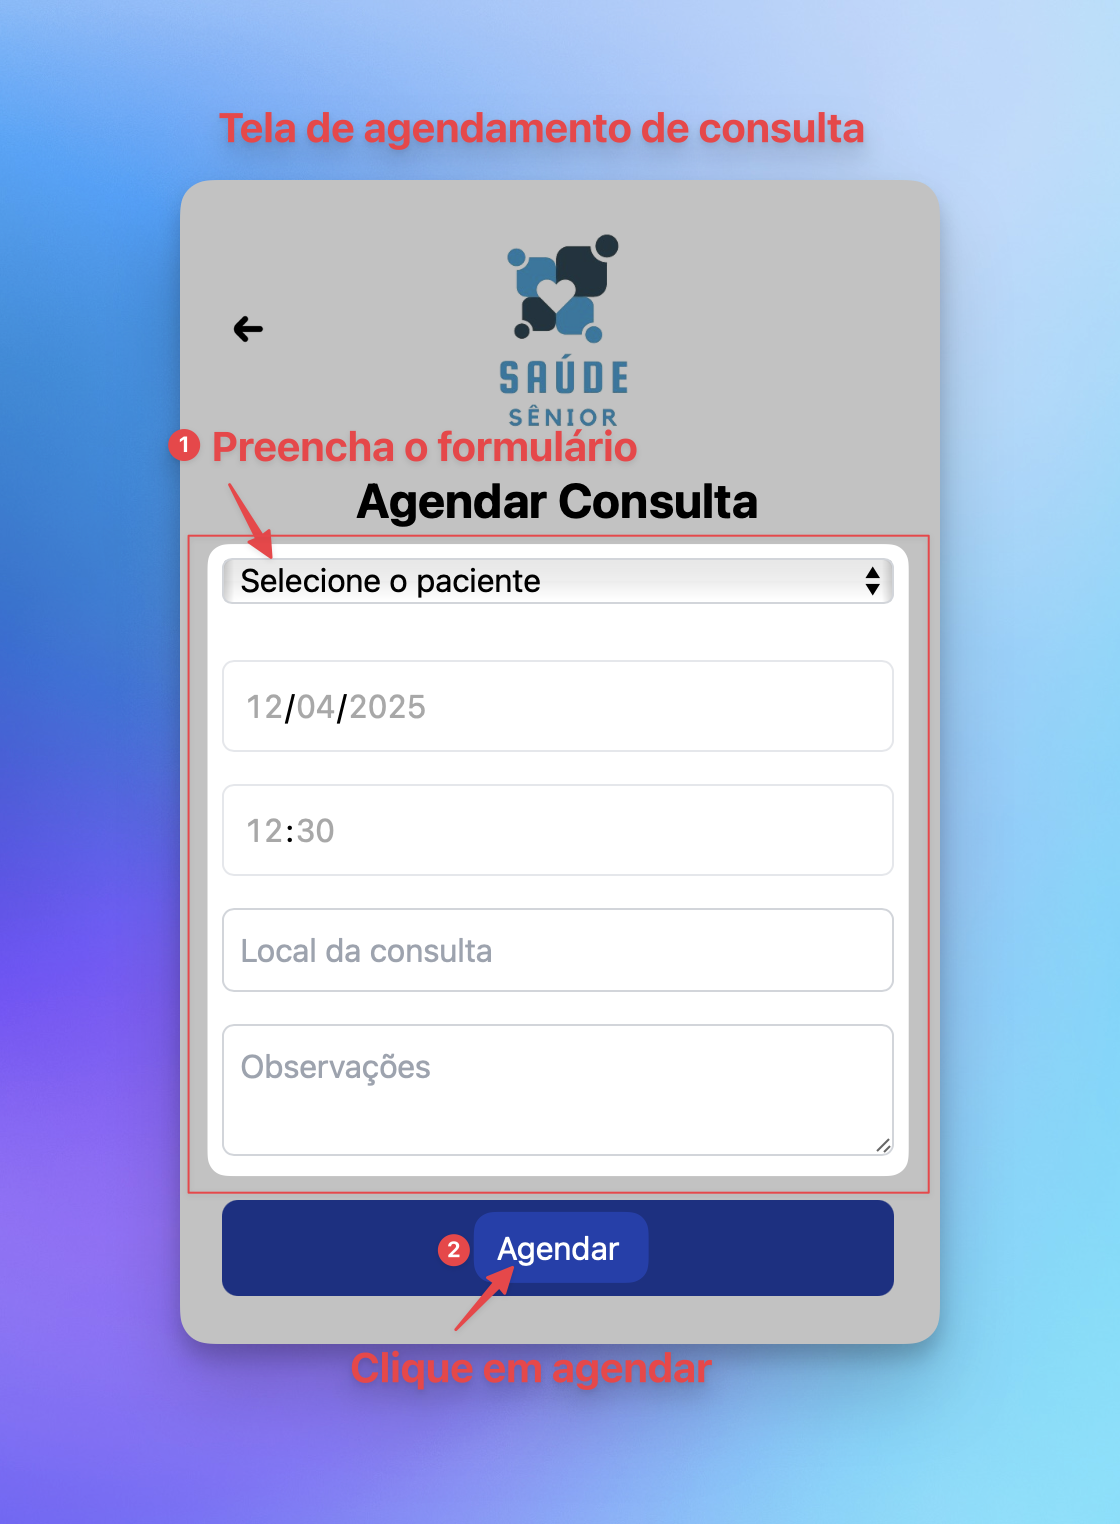 Tela de agendamento de consulta
SAÚDE
SÊNIOR
1 Preencha o formulário
Agendar Consulta
Selecione o paciente
12/04/2025
12:30
Local da consulta
Observações
2 Agendar
Clique em agendar